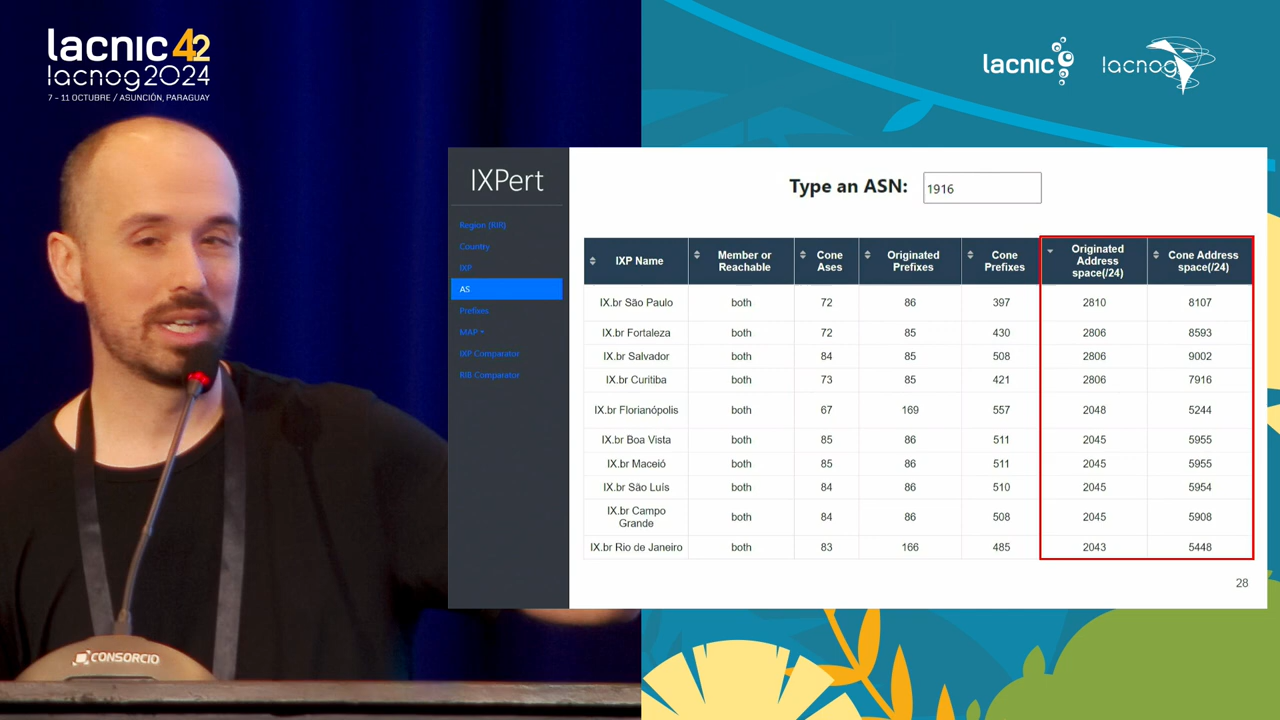 lacnic 42
lacnog2024
7 - 11 OCTUBRE / ASUNCIÓN, PARAGUAY
lacnic
lacnog
IXPert
Region (RIR)
Country
IXP
AS
Prefixes
MAP
IXP Comparator
RIR Comparator
Type an ASN: 1916
IXP Name Member or Reachable Cone Ases Originated Prefixes Cone Prefixes Originated Address space(/24) Cone Address space(/24)
IX.br São Paulo both 72 86 397 2810 8107
IX.br Fortaleza both 72 85 430 2806 8593
IX.br Salvador both 84 85 508 2806 9002
IX.br Curitiba both 73 85 421 2806 7916
IX.br Florianópolis both 67 169 557 2048 5244
IX.br Boa Vista both 85 86 511 2045 5955
IX.br Maceió both 85 86 511 2045 5955
IX.br São Luís both 84 86 510 2045 5954
IX.br Campo Grande both 84 86 508 2045 5908
IX.br Rio de Janeiro both 83 166 485 2043 5448
28
CONSORCIO